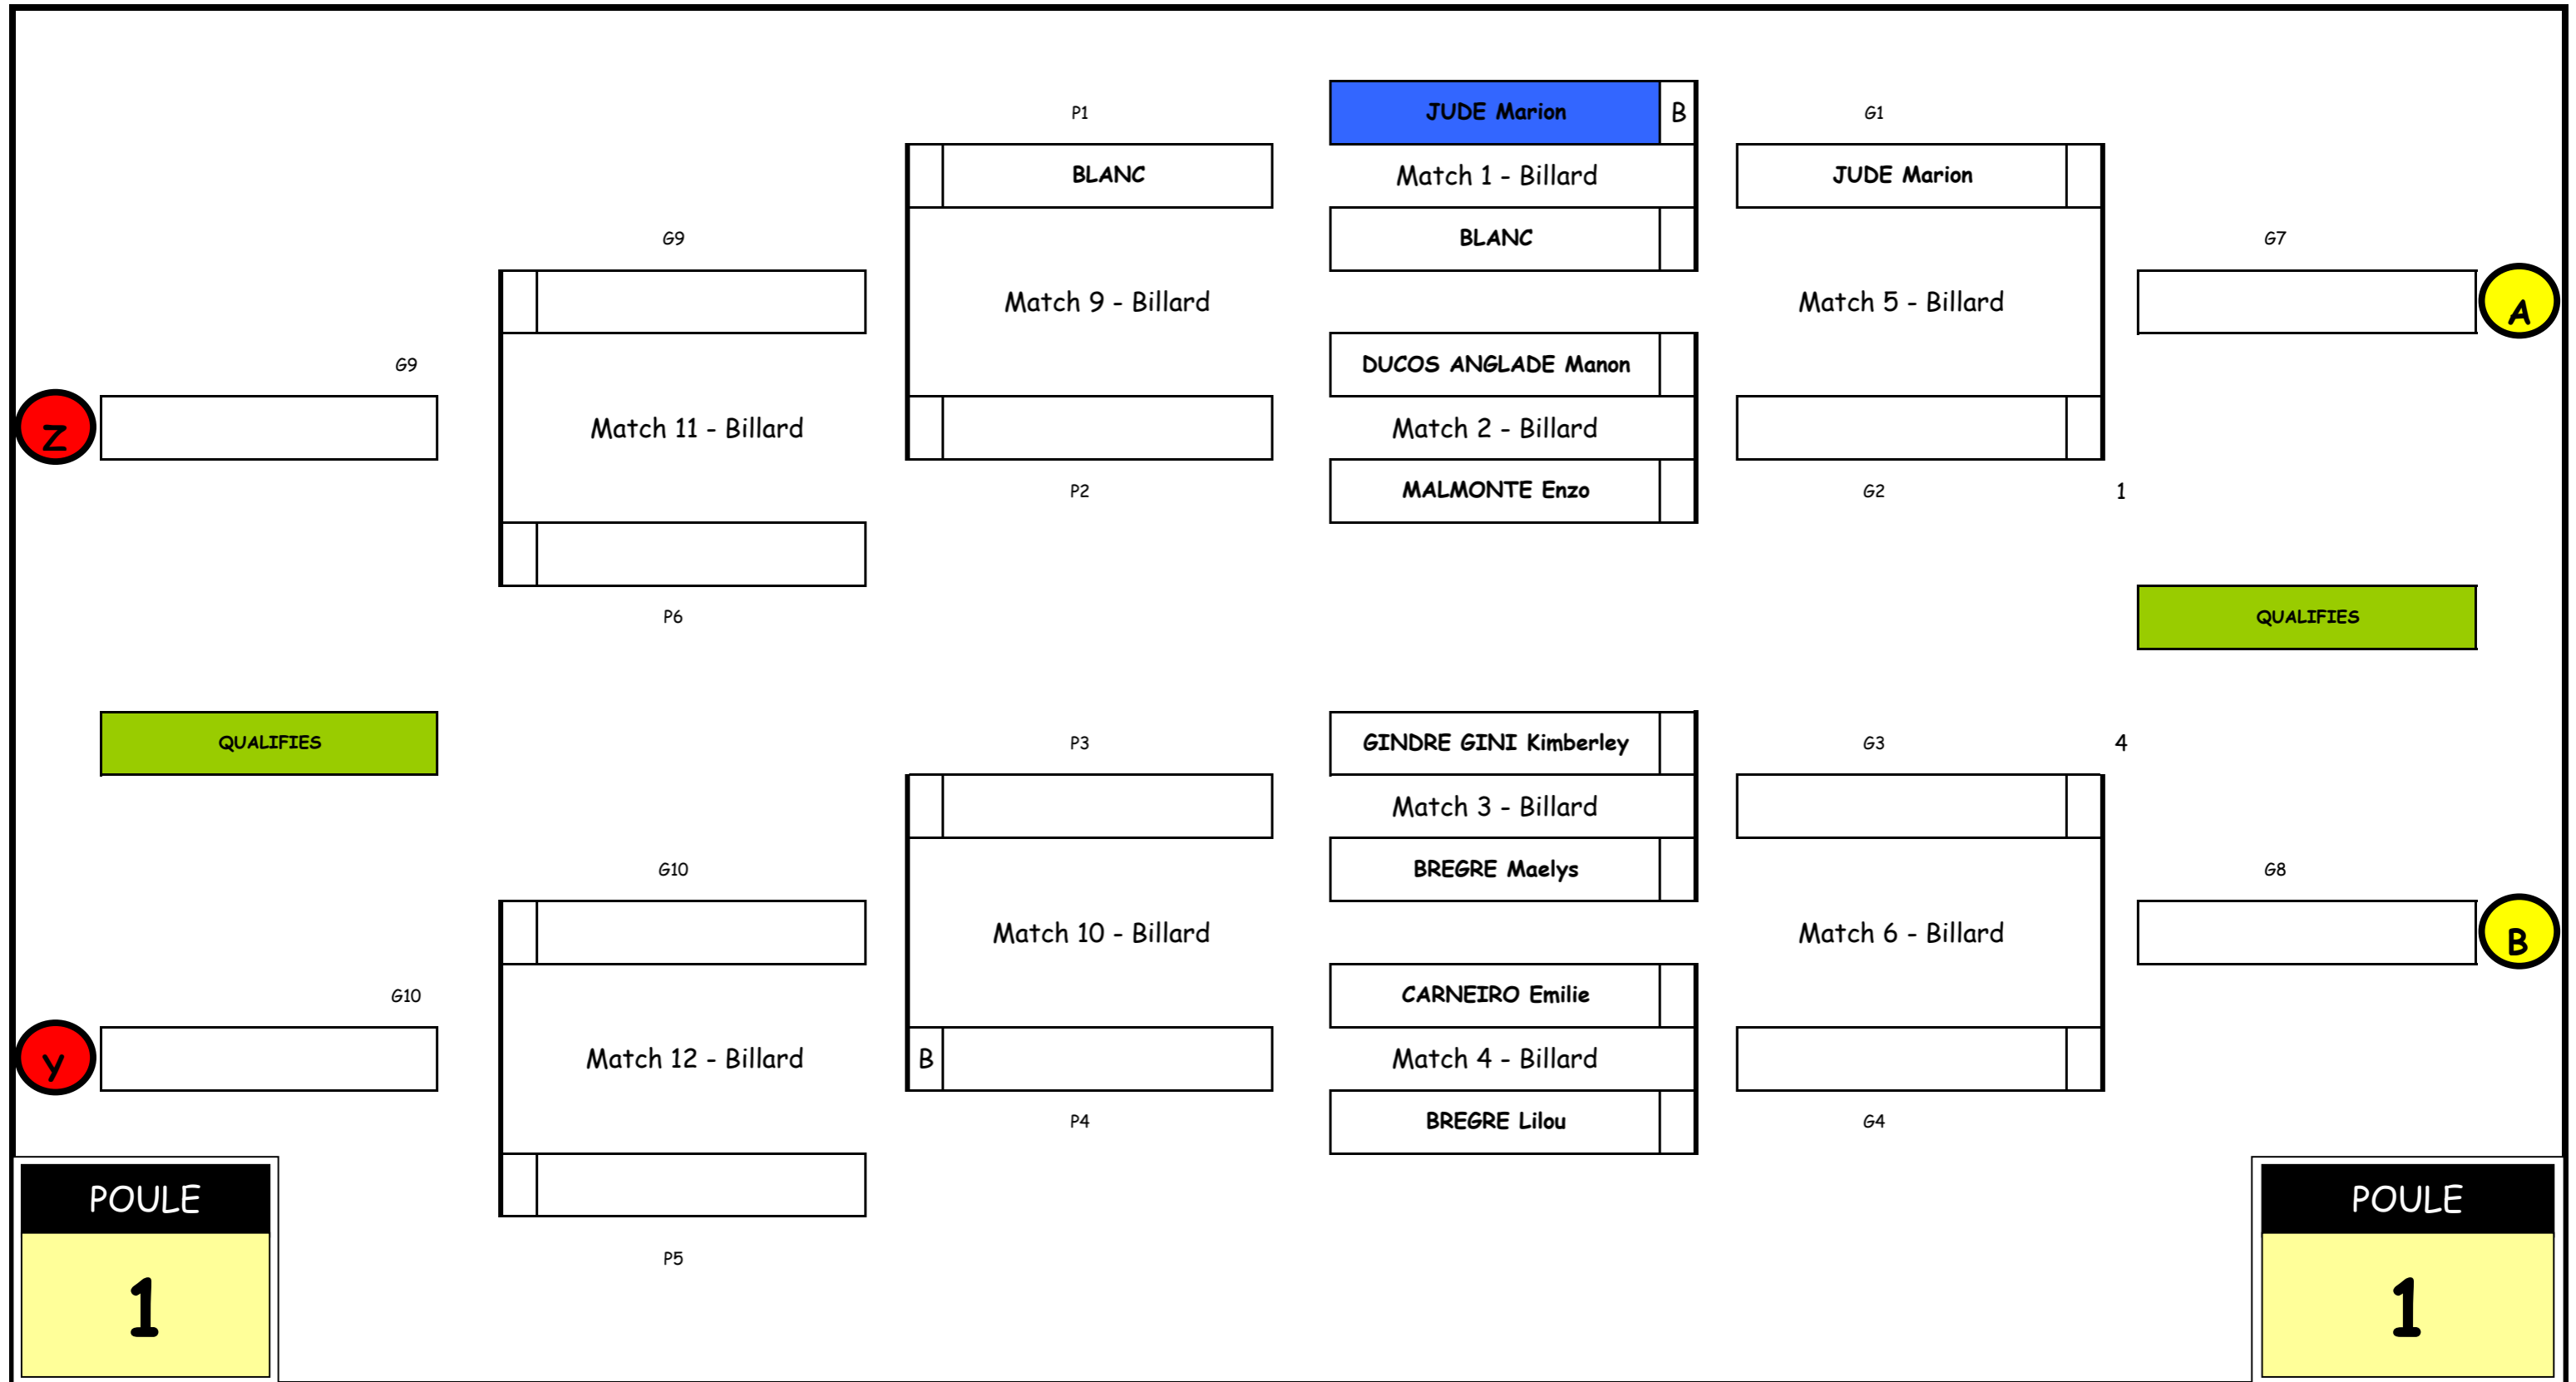 P1
JUDE Marion B
G1
BLANC
Match 1 - Billard
JUDE Marion
G9
BLANC
G7
Match 9 - Billard
Match 5 - Billard
A
G9
DUCOS ANGLADE Manon
Z
Match 11 - Billard
Match 2 - Billard
P2
MALMONTE Enzo
G2
1
P6
QUALIFIES
QUALIFIES
P3
GINDRE GINI Kimberley
G3
4
Match 3 - Billard
G10
BREGRE Maelys
G8
Match 10 - Billard
Match 6 - Billard
B
G10
CARNEIRO Emilie
Y
Match 12 - Billard
B
Match 4 - Billard
P4
BREGRE Lilou
G4
POULE
POULE
P5
1
1